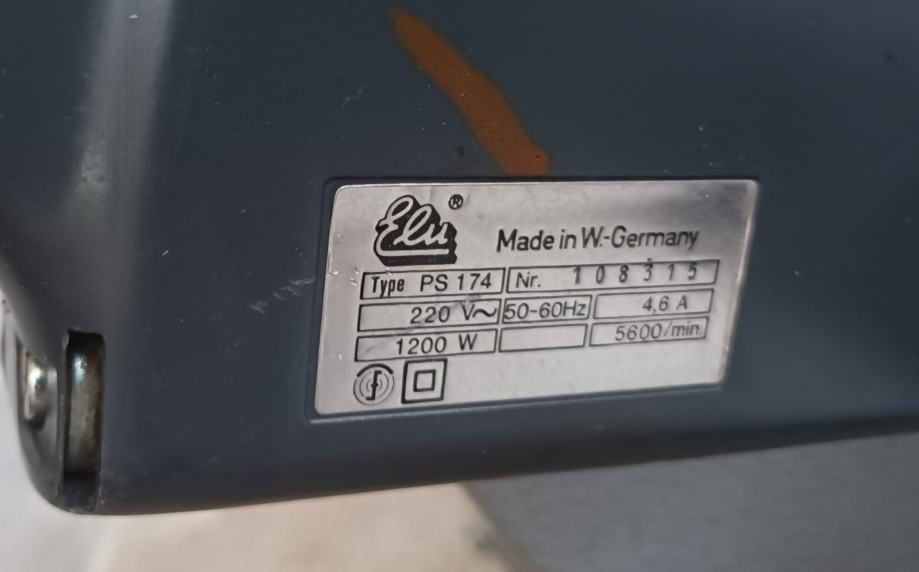 Elu ®
Made in W.-Germany
Type PS 174 Nr. 108315
220 V~ 50-60Hz 4,6 A
1200 W 5600/min.